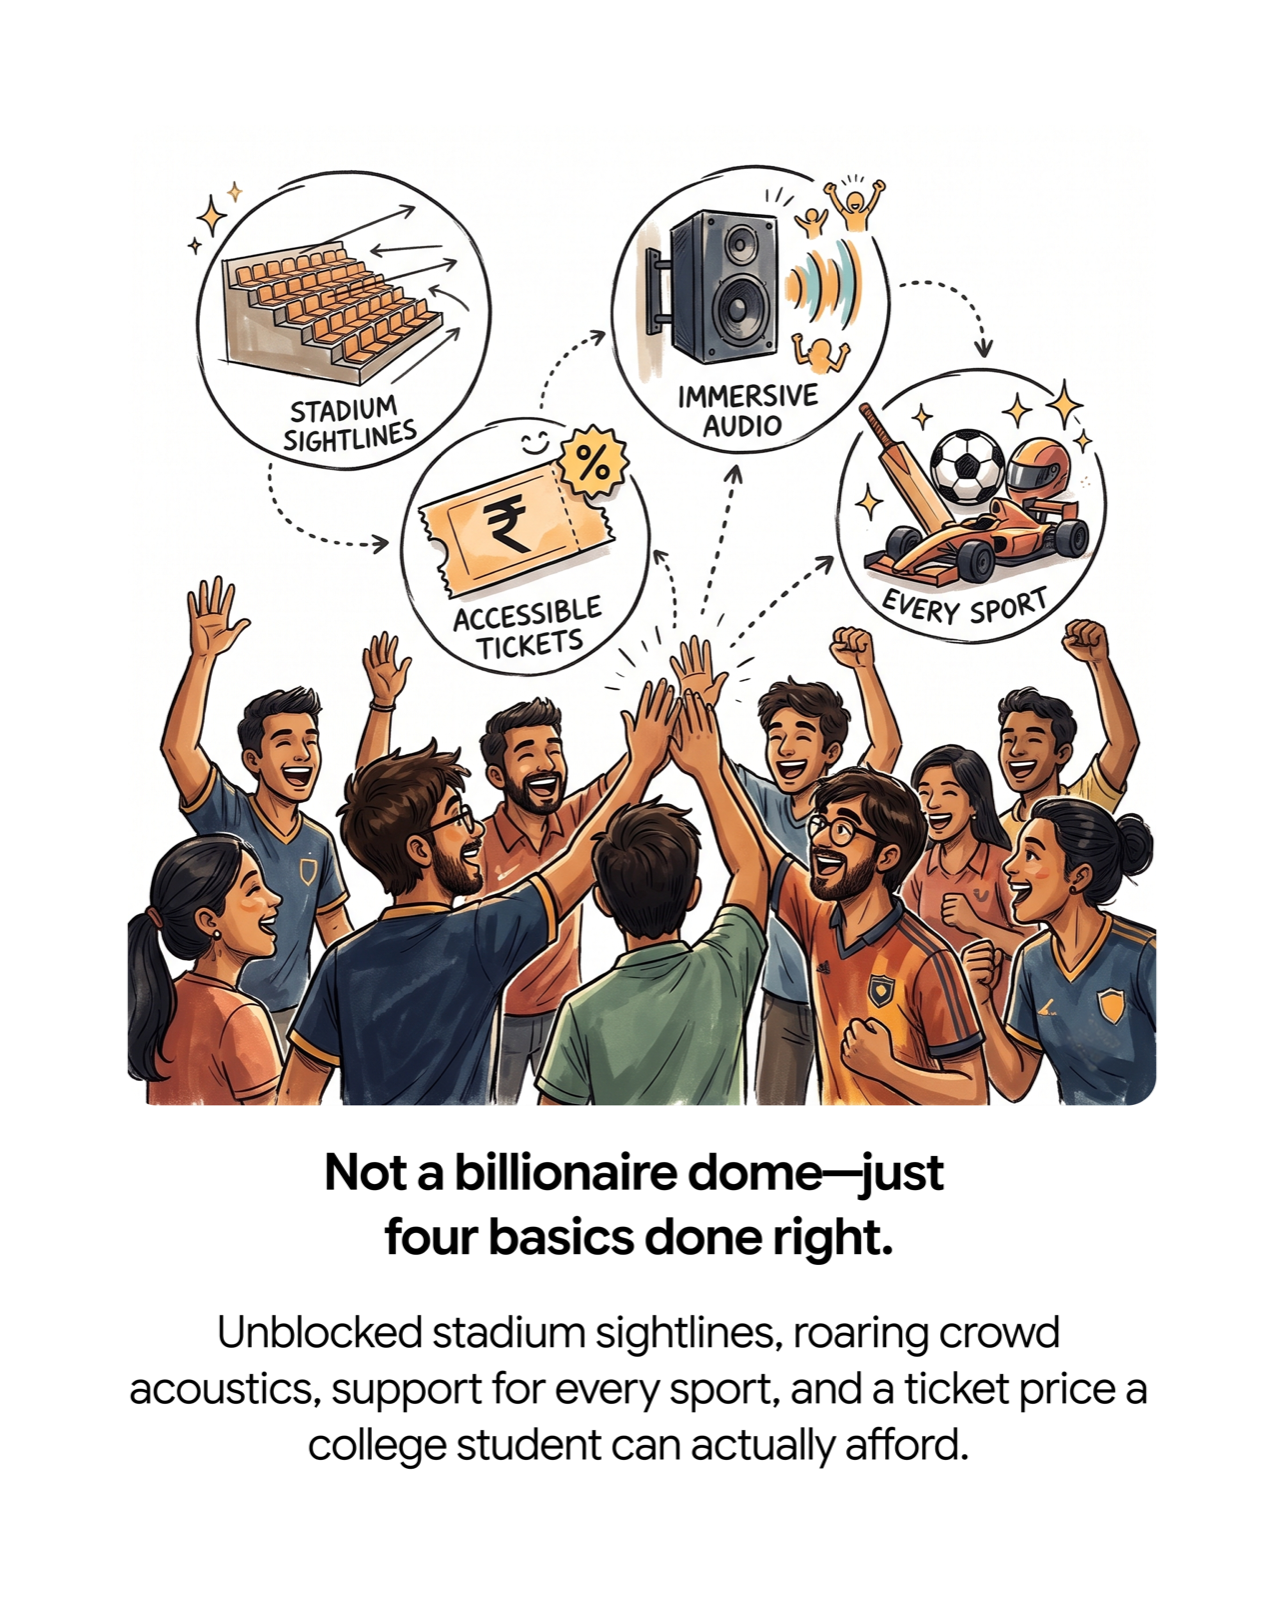 STADIUM
SIGHTLINES
IMMERSIVE
AUDIO
%
₹
ACCESSIBLE
TICKETS
EVERY SPORT
Not a billionaire dome—just
four basics done right.
Unblocked stadium sightlines, roaring crowd
acoustics, support for every sport, and a ticket price a
college student can actually afford.